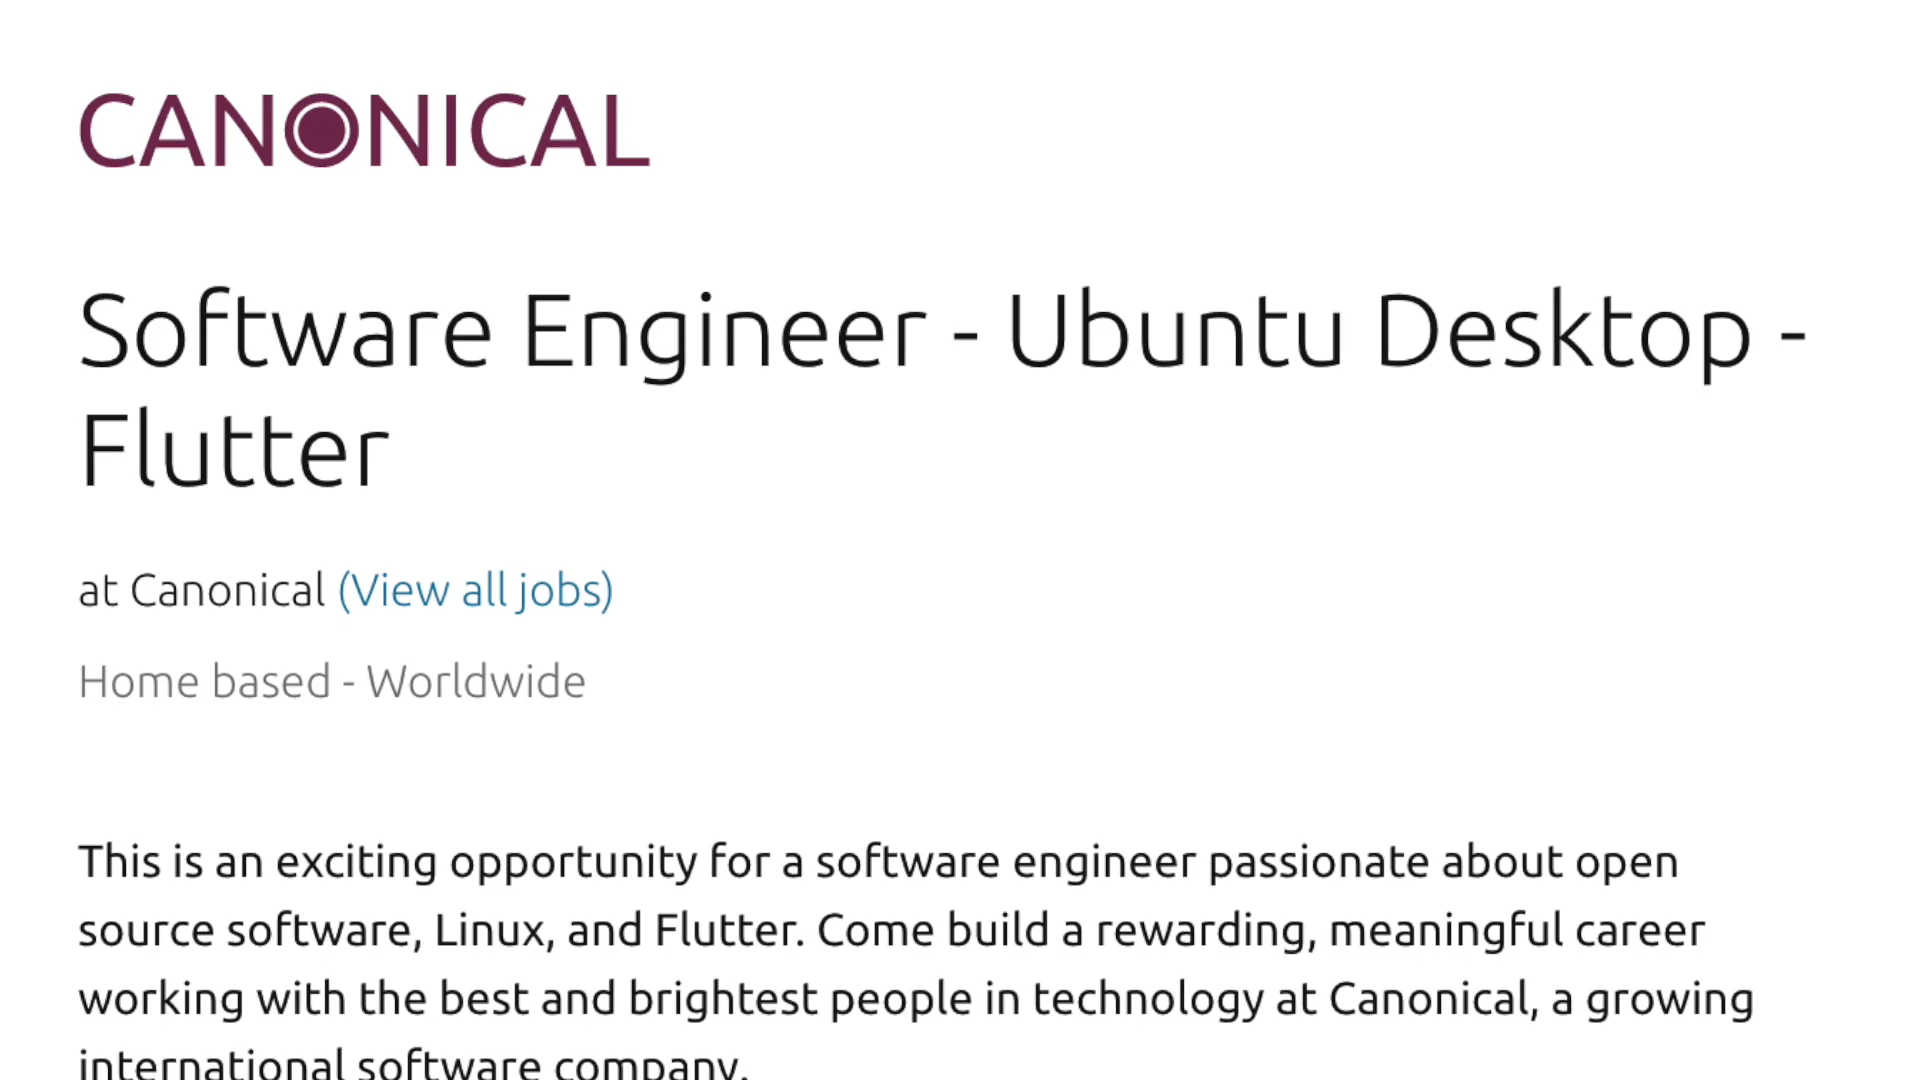 CANONICAL
Software Engineer - Ubuntu Desktop -
Flutter
at Canonical (View all jobs)
Home based - Worldwide
This is an exciting opportunity for a software engineer passionate about open
source software, Linux, and Flutter. Come build a rewarding, meaningful career
working with the best and brightest people in technology at Canonical, a growing
international software company.